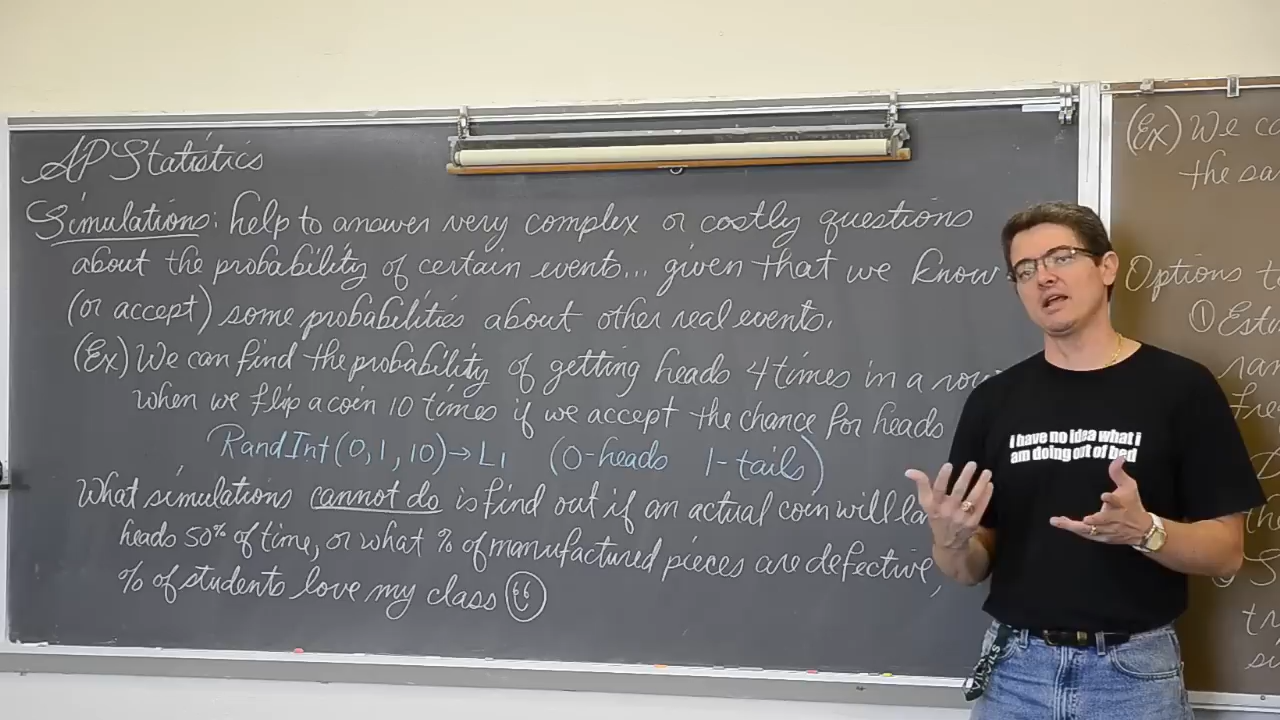 AP Statistics
Simulations: help to answer very complex or costly questions
about the probability of certain events... given that we know
(or accept) some probabilities about other real events.
(Ex) We can find the probability of getting heads 4 times in a row
when we flip a coin 10 times if we accept the chance for heads
RandInt(0, 1, 10)→L1 (0-heads 1-tails)
What simulations cannot do is find out if an actual coin will la
heads 50% of time, or what % of manufactured pieces are defective,
% of students love my class
(Ex) We ca
the sa
Options t
① Estu
ran
fre
i have no idea what i
am doing out of bed